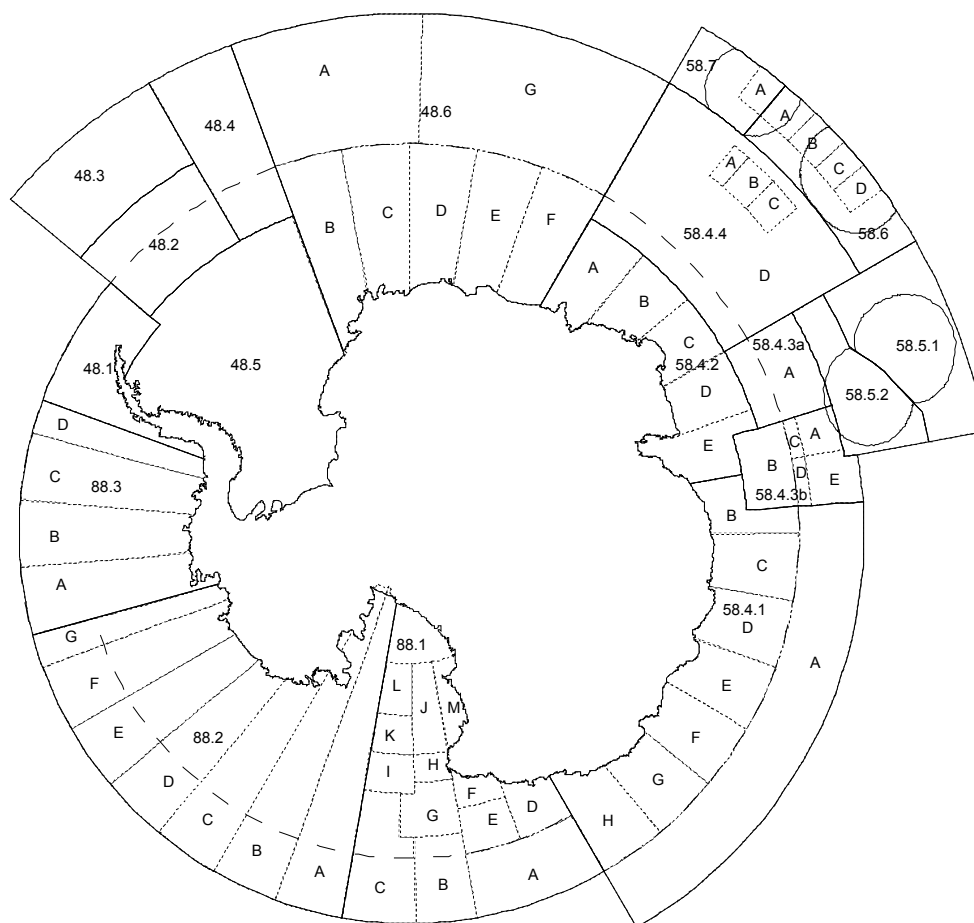 58.7
A
G
A
48.6
A
48.4
B
A
C
48.3
B
D
C
B
C
D
E
F
48.2
58.4.4
58.6
A
D
B
C
58.4.3a
58.5.1
48.5
58.4.2
48.1
A
D
58.5.2
D
A
E
C
B
D
E
C
88.3
58.4.3b
B
B
C
A
58.4.1
D
G
88.1
A
F
L
E
J
M
E
88.2
K
F
H
D
I
F
G
C
G
E
D
H
B
A
C
B
A